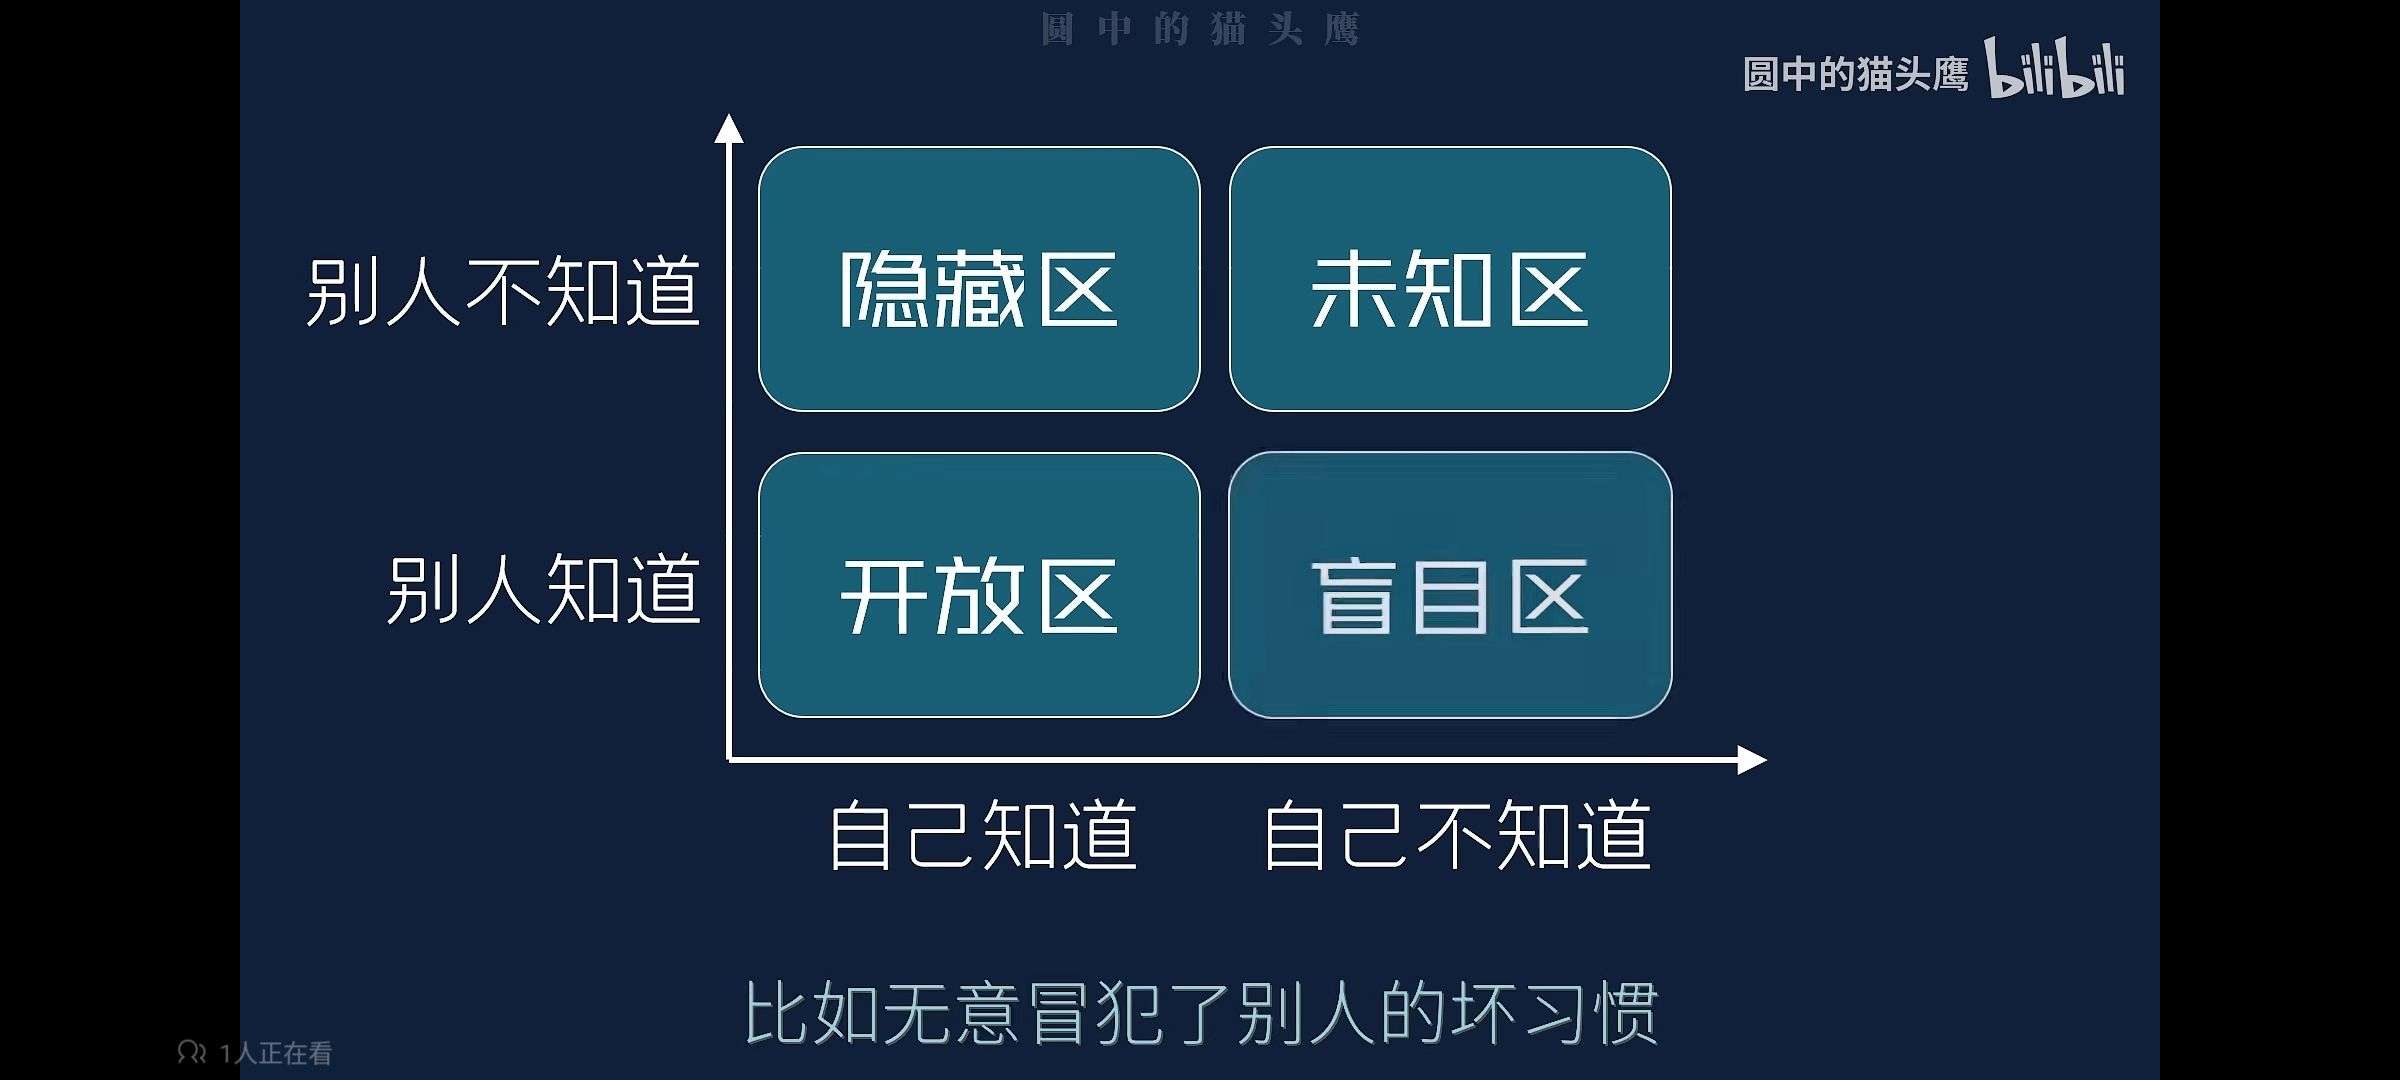 圆中的猫头鹰
圆中的猫头鹰 bilibili
别人不知道
隐藏区
未知区
别人知道
开放区
盲目区
自己知道
自己不知道
比如无意冒犯了别人的坏习惯
1人正在看